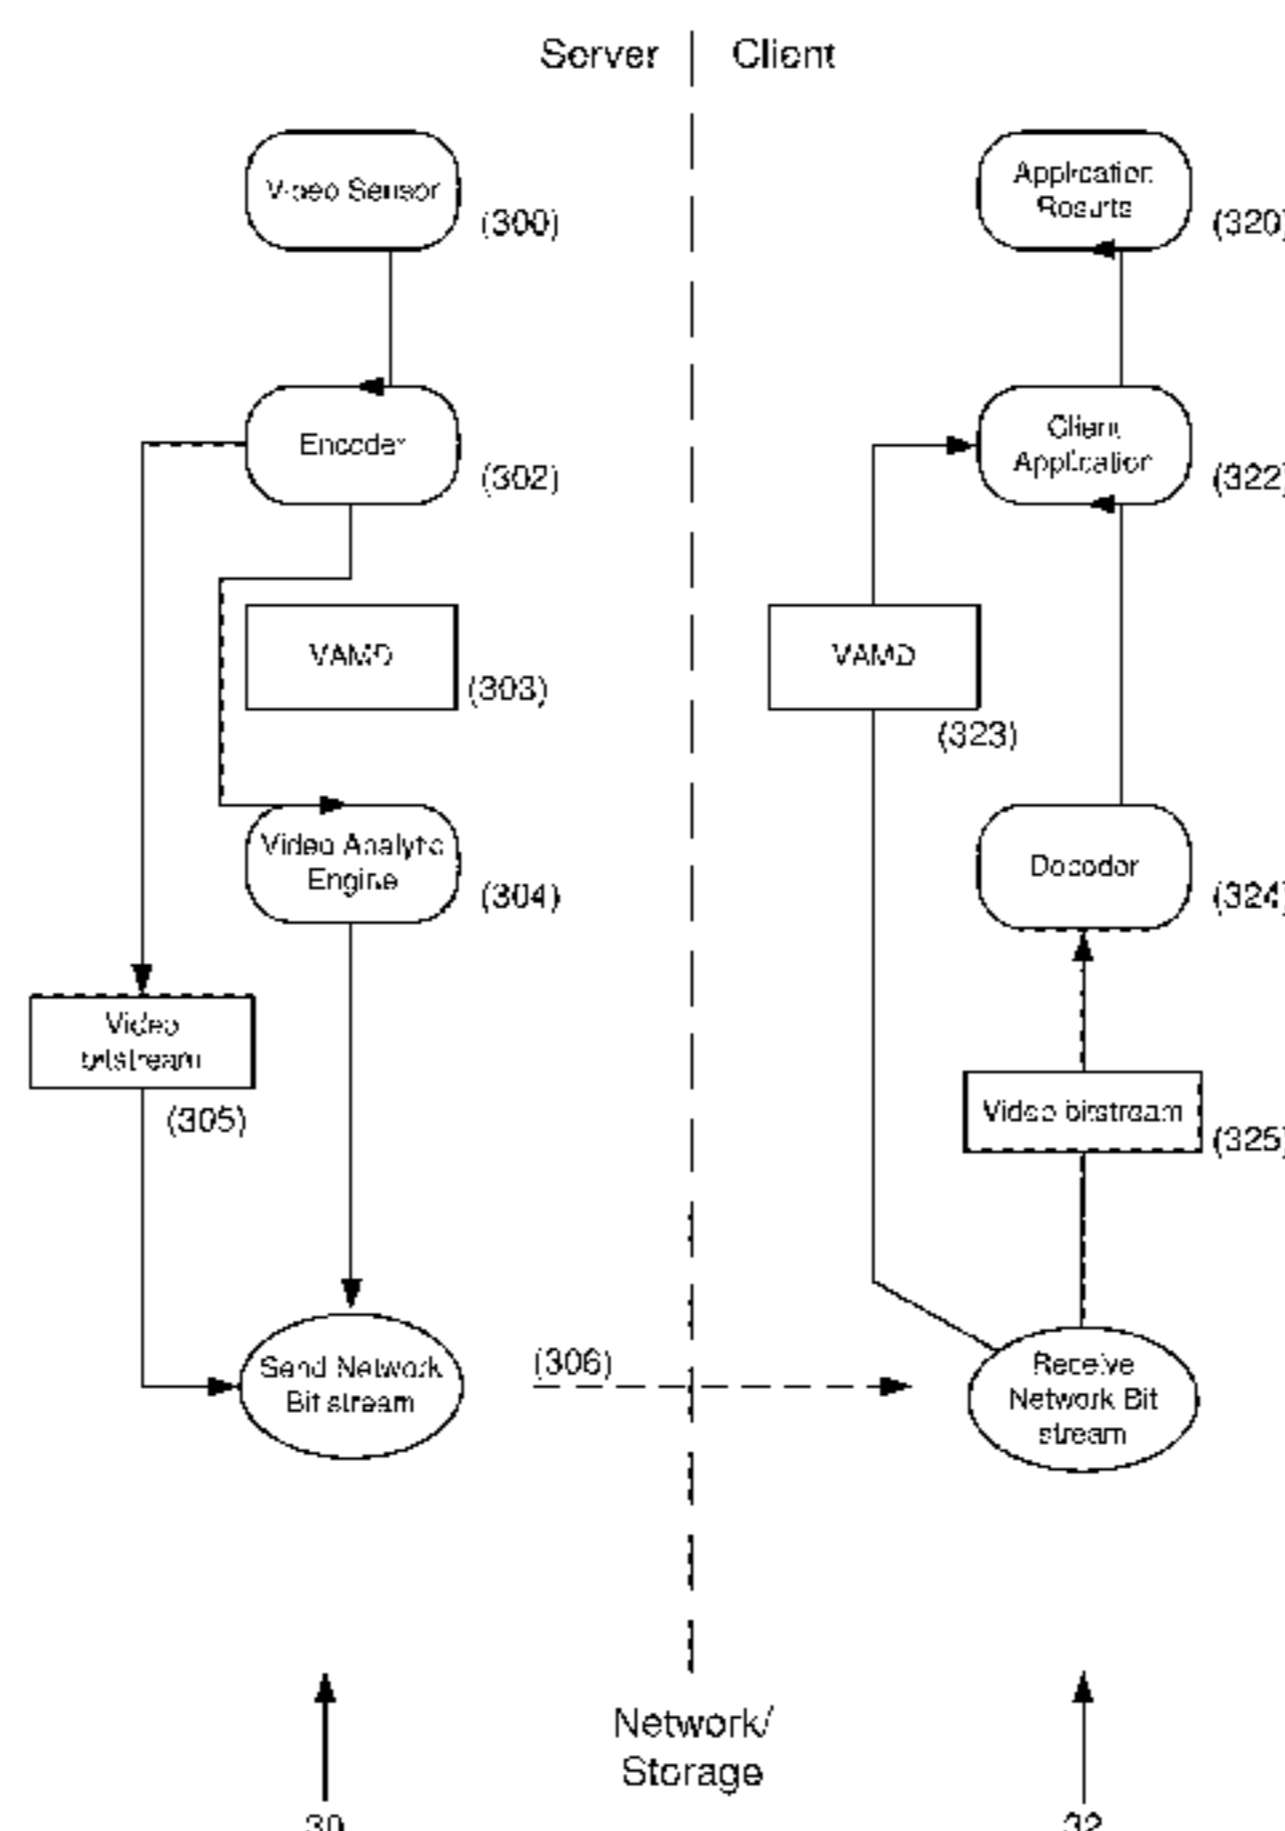 Server
Client
Video Sensor
(300)
Application
Results
(320)
Encoder
(302)
Client
Application
(322)
VAMD
(303)
VAMD
(323)
Video Analytic
Engine
(304)
Decoder
(324)
Video
bitstream
(305)
Video bitstream
(325)
Send Network
Bit stream
(306)
Receive
Network Bit
stream
Network/
Storage
30
32